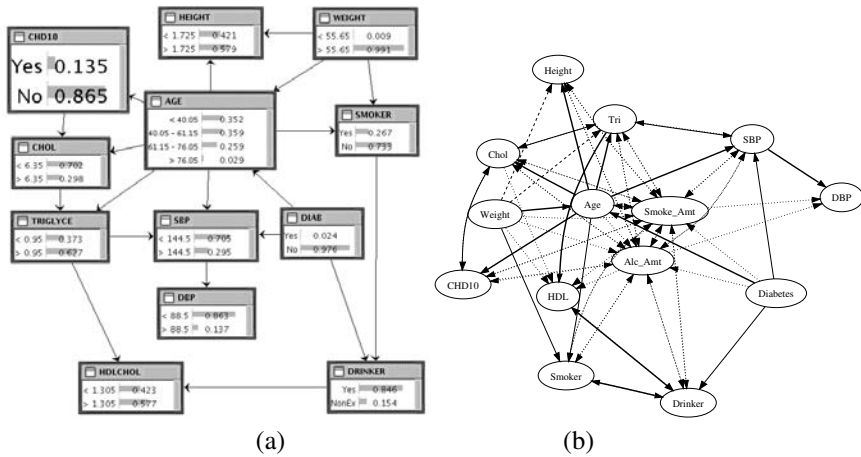 HEIGHT
< 1.725 0.421
> 1.725 0.579
WEIGHT
< 55.65 0.009
> 55.65 0.991
CHD10
Yes 0.135
No 0.865
AGE
< 40.05 0.352
40.05 - 61.15 0.359
61.15 - 76.05 0.259
> 76.05 0.029
SMOKER
Yes 0.267
No 0.733
CHOL
< 6.35 0.702
> 6.35 0.298
TRIGLYCE
< 0.95 0.373
> 0.95 0.627
SBP
< 144.5 0.705
> 144.5 0.295
DIAB
Yes 0.024
No 0.976
DBP
< 88.5 0.863
> 88.5 0.137
HDLCHOL
< 1.305 0.423
> 1.305 0.577
DRINKER
Yes 0.846
NonEx 0.154
(a)
Height
Tri
SBP
Chol
DBP
Age
Smoke_Amt
Weight
Alc_Amt
CHD10
HDL
Diabetes
Smoker
Drinker
(b)